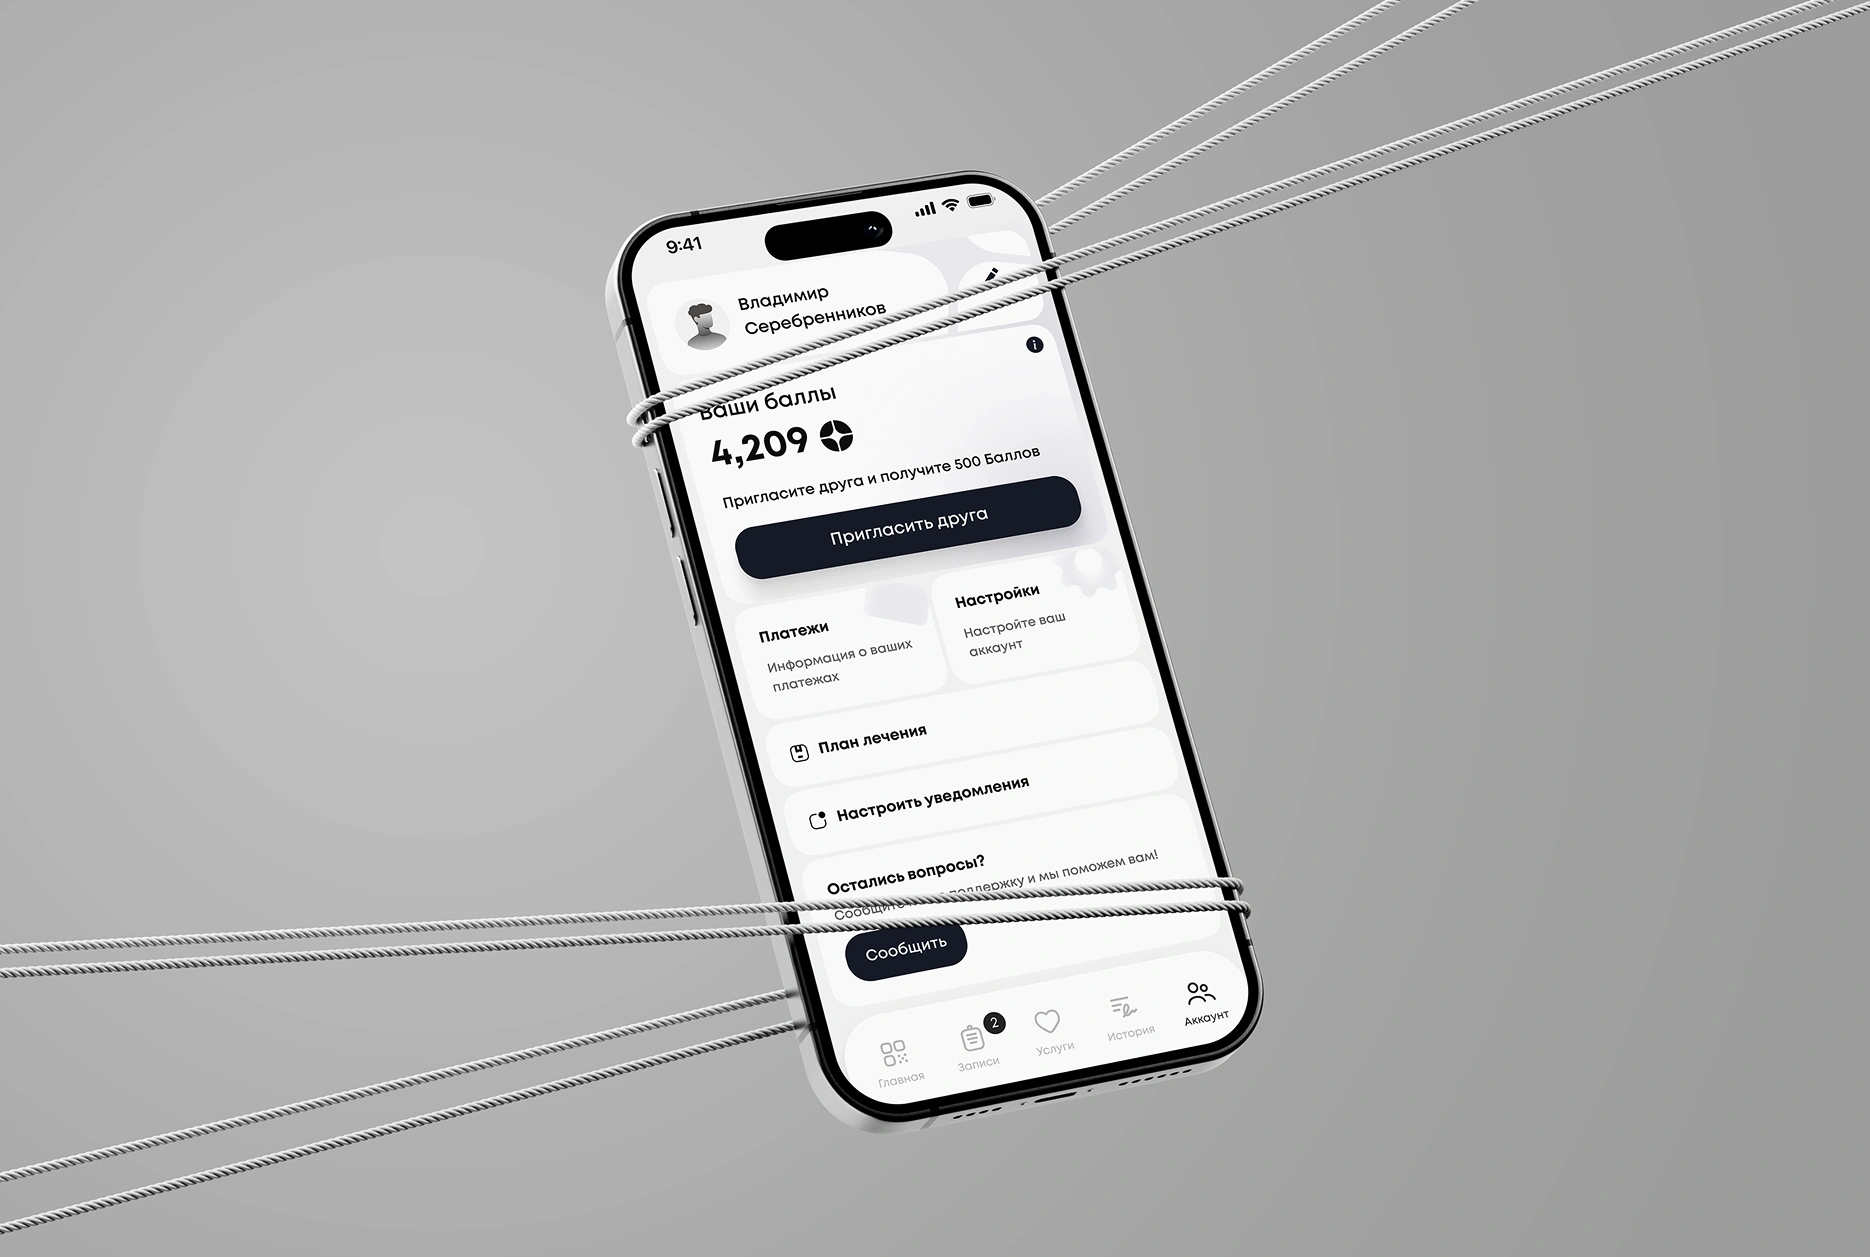 9:41
Владимир
Серебренников
Ваши баллы
4,209
Пригласите друга и получите 500 Баллов
Пригласить друга
Платежи
Информация о ваших
платежах
Настройки
Настройте ваш
аккаунт
План лечения
Настроить уведомления
Остались вопросы?
Сообщите поддержку и мы поможем вам!
Сообщить
2
Главная
Записи
Услуги
История
Аккаунт